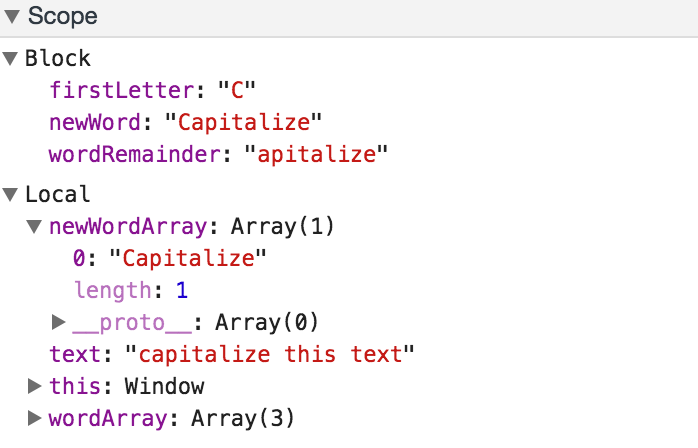 Scope
Block
firstLetter: "C"
newWord: "Capitalize"
wordRemainder: "apitalize"
Local
newWordArray: Array(1)
0: "Capitalize"
length: 1
__proto__: Array(0)
text: "capitalize this text"
this: Window
wordArray: Array(3)